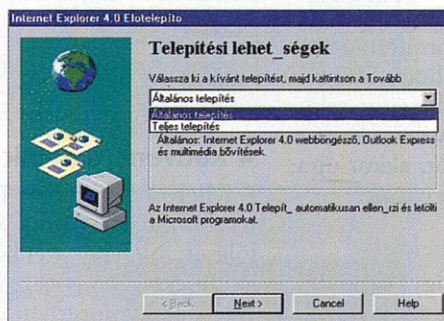 Internet Explorer 4.0 Elotelepito
Telepítési lehet_ségek
Válassza ki a kívánt telepítést, majd kattintson a Tovább
Általános telepítés
Általános telepítés
Teljes telepítés
Általános: Internet Explorer 4.0 webböngésző, Outlook Express
és multimédia bővítések.
Az Internet Explorer 4.0 Telepít_ automatikusan ellen_rzi és letölti
a Microsoft programokat.
< Back Next > Cancel Help